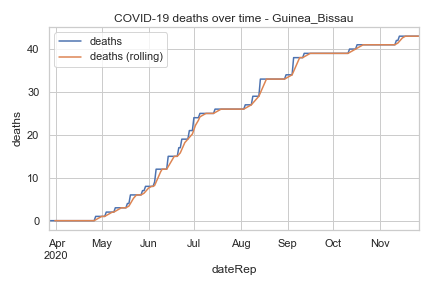 COVID-19 deaths over time - Guinea_Bissau
deaths
deaths (rolling)
deaths
40
30
20
10
0
Apr May Jun Jul Aug Sep Oct Nov
2020
dateRep